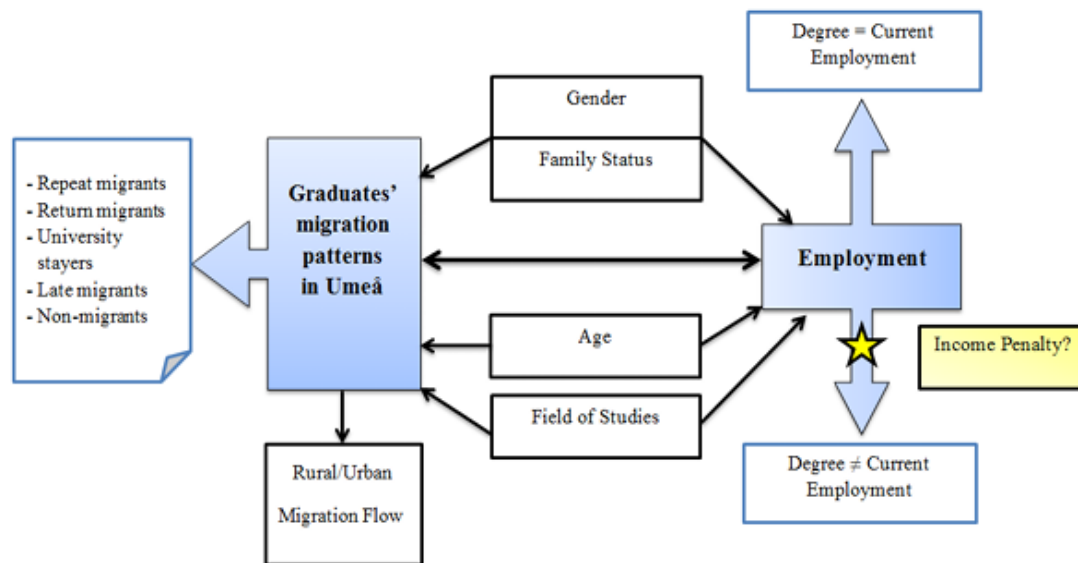 - Repeat migrants
- Return migrants
- University
stayers
- Late migrants
- Non-migrants
Graduates’
migration
patterns
in Umeâ
Rural/Urban
Migration Flow
Gender
Family Status
Age
Field of Studies
Degree = Current
Employment
Employment
Income Penalty?
Degree ≠ Current
Employment